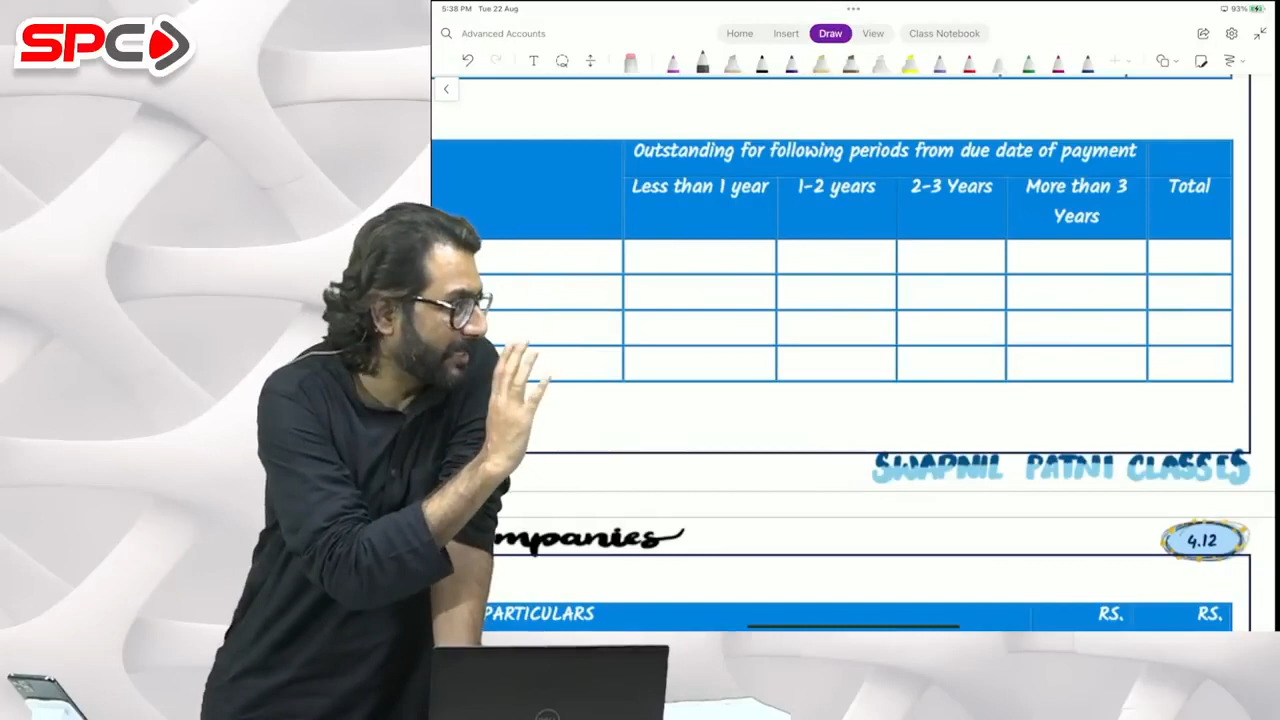 SPC
5:38 PM Tue 22 Aug
93%
Advanced Accounts
Home Insert Draw View Class Notebook
Outstanding for following periods from due date of payment
Less than 1 year 1-2 years 2-3 Years More than 3 Years Total
SWAPNIL PATNI CLASSES
mpanies
4.12
PARTICULARS RS. RS.